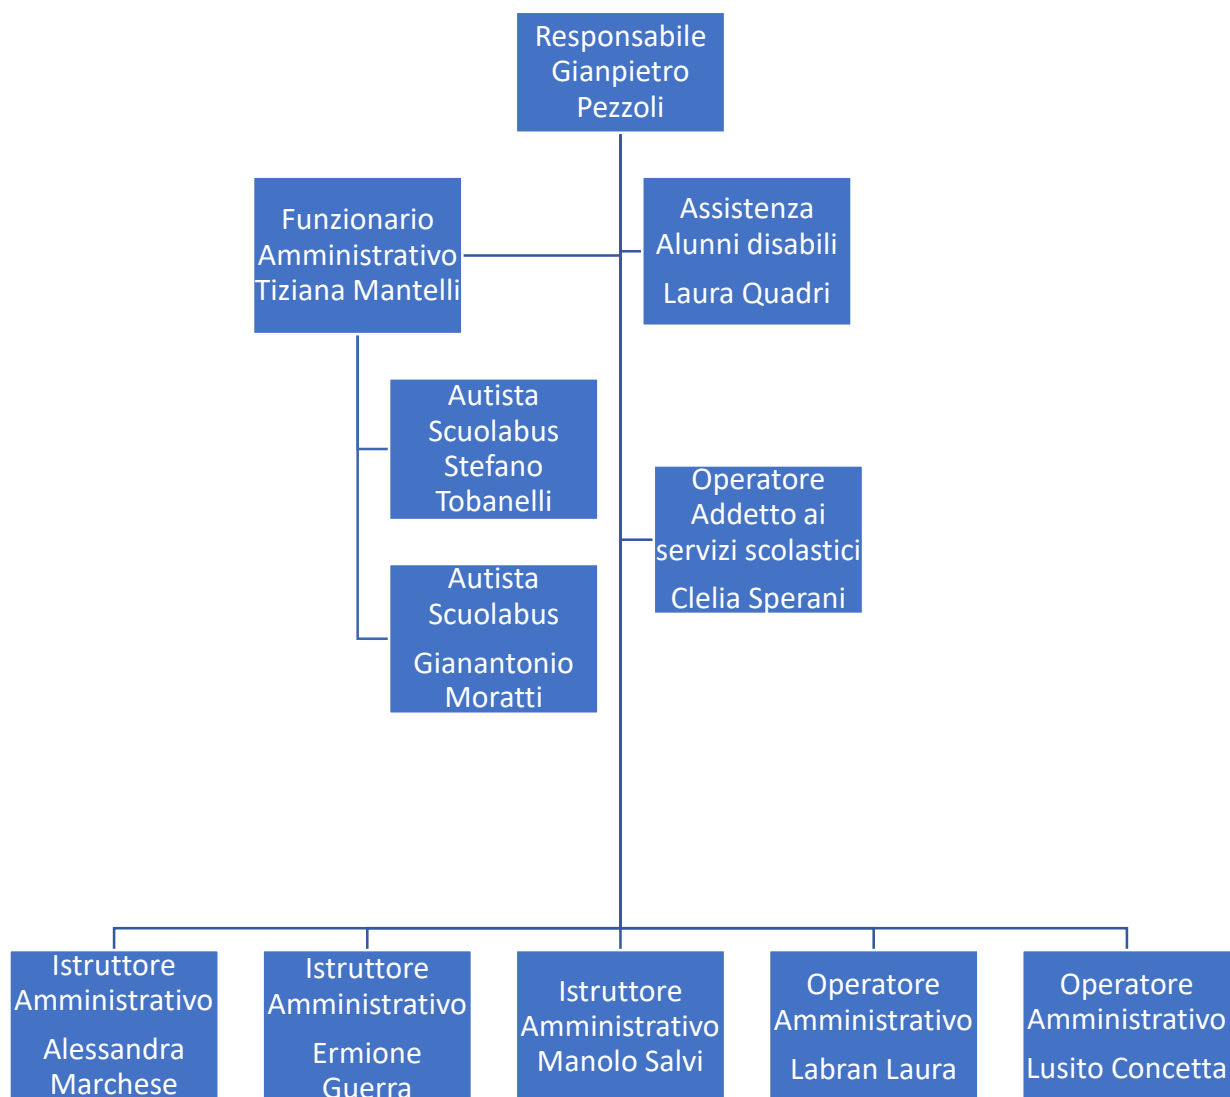 Responsabile
Gianpietro
Pezzoli
Funzionario
Amministrativo
Tiziana Mantelli
Assistenza
Alunni disabili
Laura Quadri
Autista
Scuolabus
Stefano
Tobanelli
Operatore
Addetto ai
servizi scolastici
Clelia Sperani
Autista
Scuolabus
Gianantonio
Moratti
Istruttore
Amministrativo
Alessandra
Marchese
Istruttore
Amministrativo
Ermione
Guerra
Istruttore
Amministrativo
Manolo Salvi
Operatore
Amministrativo
Labran Laura
Operatore
Amministrativo
Lusito Concetta